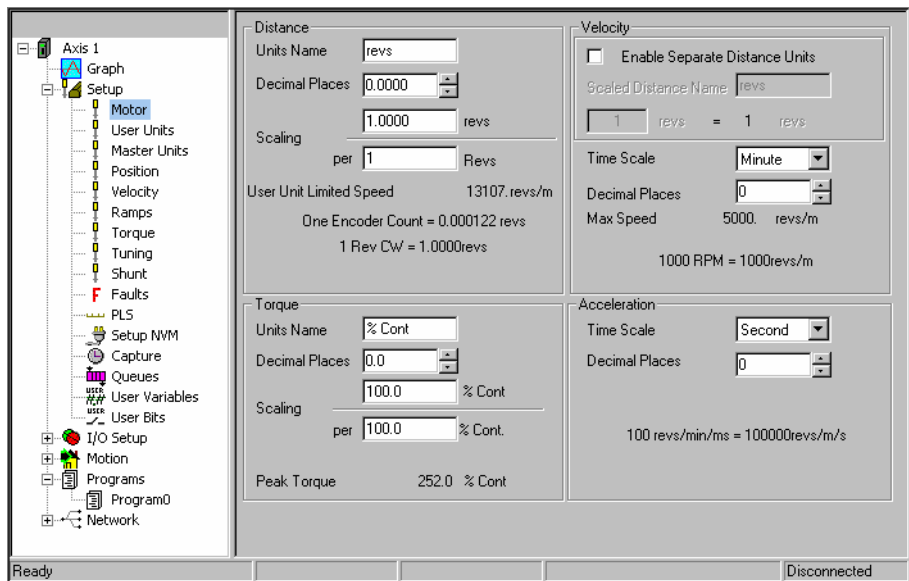 Axis 1
Graph
Setup
Motor
User Units
Master Units
Position
Velocity
Ramps
Torque
Tuning
Shunt
F Faults
PLS
Setup NVM
Capture
Queues
USER #.# User Variables
USER User Bits
I/O Setup
Motion
Programs
Program0
Network
Distance
Units Name revs
Decimal Places 0.0000
Scaling
1.0000 revs
per 1 Revs
User Unit Limited Speed 13107. revs/m
One Encoder Count = 0.000122 revs
1 Rev CW = 1.0000revs
Velocity
Enable Separate Distance Units
Scaled Distance Name revs
1 revs = 1 revs
Time Scale Minute
Decimal Places 0
Max Speed 5000. revs/m
1000 RPM = 1000revs/m
Torque
Units Name % Cont
Decimal Places 0.0
Scaling
100.0 % Cont
per 100.0 % Cont.
Peak Torque 252.0 % Cont
Acceleration
Time Scale Second
Decimal Places 0
100 revs/min/ms = 100000revs/m/s
Ready Disconnected